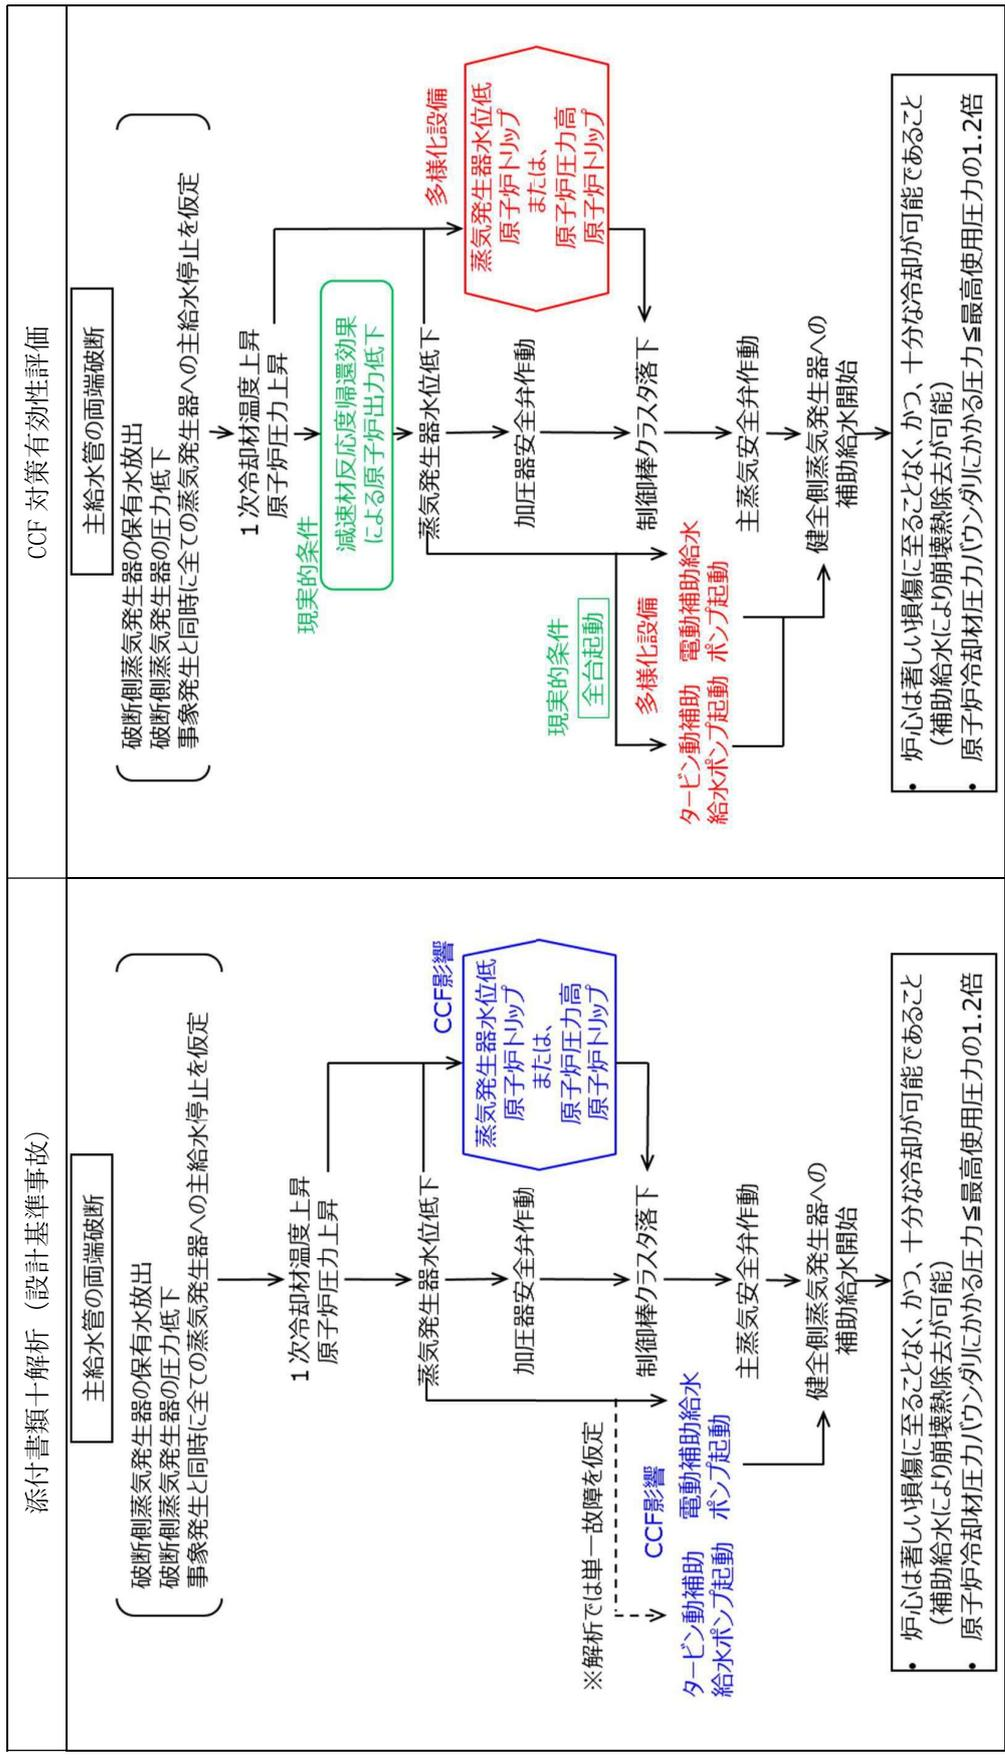 添付書類十解析（設計基準事故）
主給水管の両端破断
破断側蒸気発生器の保有水放出
破断側蒸気発生器の圧力低下
事象発生と同時に全ての蒸気発生器への主給水停止を仮定
1次冷却材温度上昇
原子炉圧力上昇
蒸気発生器水位低下
CCF影響
蒸気発生器水位低
原子炉トリップ
または、
原子炉圧力高
原子炉トリップ
加圧器安全弁作動
※解析では単一故障を仮定
制御棒クラスタ落下
CCF影響
タービン動補助
給水ポンプ起動
電動補助給水
ポンプ起動
主蒸気安全弁作動
健全側蒸気発生器への
補助給水開始
・ 炉心は著しい損傷に至ることなく、かつ、十分な冷却が可能であること
(補助給水により崩壊熱除去が可能)
・ 原子炉冷却材圧力バウンダリにかかる圧力≦最高使用圧力の1.2倍
CCF 対策有効性評価
主給水管の両端破断
破断側蒸気発生器の保有水放出
破断側蒸気発生器の圧力低下
事象発生と同時に全ての蒸気発生器への主給水停止を仮定
1次冷却材温度上昇
原子炉圧力上昇
現実的条件
減速材反応度帰還効果
による原子炉出力低下
蒸気発生器水位低下
多様化設備
蒸気発生器水位低
原子炉トリップ
または、
原子炉圧力高
原子炉トリップ
加圧器安全弁作動
現実的条件
全台起動
制御棒クラスタ落下
多様化設備
タービン動補助
給水ポンプ起動
電動補助給水
ポンプ起動
主蒸気安全弁作動
健全側蒸気発生器への
補助給水開始
・ 炉心は著しい損傷に至ることなく、かつ、十分な冷却が可能であること
(補助給水により崩壊熱除去が可能)
・ 原子炉冷却材圧力バウンダリにかかる圧力≦最高使用圧力の1.2倍